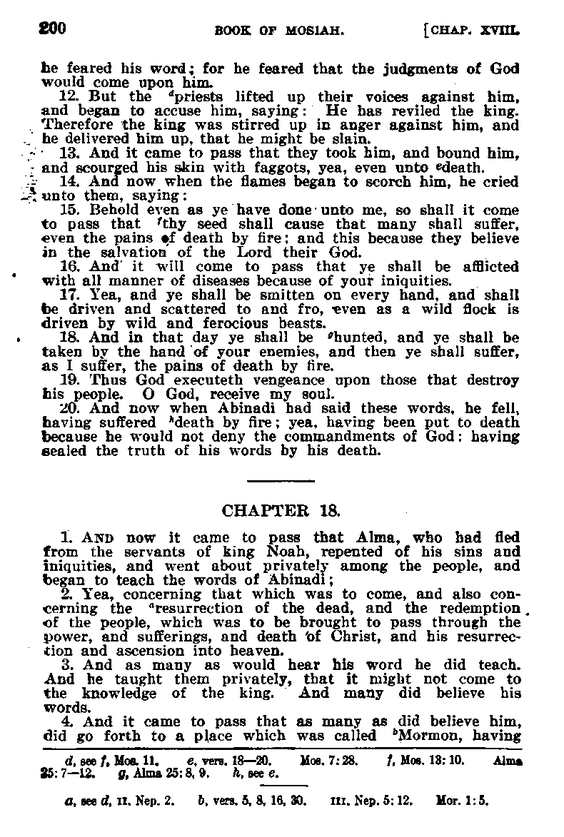 200 BOOK OF MOSIAH. [CHAP. XVIII.
he feared his word; for he feared that the judgments of God
would come upon him.
12. But the ᵈpriests lifted up their voices against him,
and began to accuse him, saying: He has reviled the king.
Therefore the king was stirred up in anger against him, and
he delivered him up, that he might be slain.
13. And it came to pass that they took him, and bound him,
and scourged his skin with faggots, yea, even unto ᵉdeath.
14. And now when the flames began to scorch him, he cried
unto them, saying:
15. Behold even as ye have done unto me, so shall it come
to pass that ᶠthy seed shall cause that many shall suffer,
even the pains of death by fire; and this because they believe
in the salvation of the Lord their God.
16. And it will come to pass that ye shall be afflicted
with all manner of diseases because of your iniquities.
17. Yea, and ye shall be smitten on every hand, and shall
be driven and scattered to and fro, even as a wild flock is
driven by wild and ferocious beasts.
18. And in that day ye shall be ᵍhunted, and ye shall be
taken by the hand of your enemies, and then ye shall suffer,
as I suffer, the pains of death by fire.
19. Thus God executeth vengeance upon those that destroy
his people. O God, receive my soul.
20. And now when Abinadi had said these words, he fell,
having suffered ʰdeath by fire; yea, having been put to death
because he would not deny the commandments of God; having
sealed the truth of his words by his death.
CHAPTER 18.
1. AND now it came to pass that Alma, who had fled
from the servants of king Noah, repented of his sins and
iniquities, and went about privately among the people, and
began to teach the words of Abinadi;
2. Yea, concerning that which was to come, and also con-
cerning the ᵃresurrection of the dead, and the redemption
of the people, which was to be brought to pass through the
power, and sufferings, and death of Christ, and his resurrec-
tion and ascension into heaven.
3. And as many as would hear his word he did teach.
And he taught them privately, that it might not come to
the knowledge of the king. And many did believe his
words.
4. And it came to pass that as many as did believe him,
did go forth to a place which was called ᵇMormon, having
d, see f, Mos. 11. e, vers. 18—20. Mos. 7:28. f, Mos. 13:10. Alma
25:7—12. g, Alma 25:8, 9. h, see e.
a, see d, II. Nep. 2. b, vers. 5, 8, 16, 30. III. Nep. 5:12. Mor. 1:5.